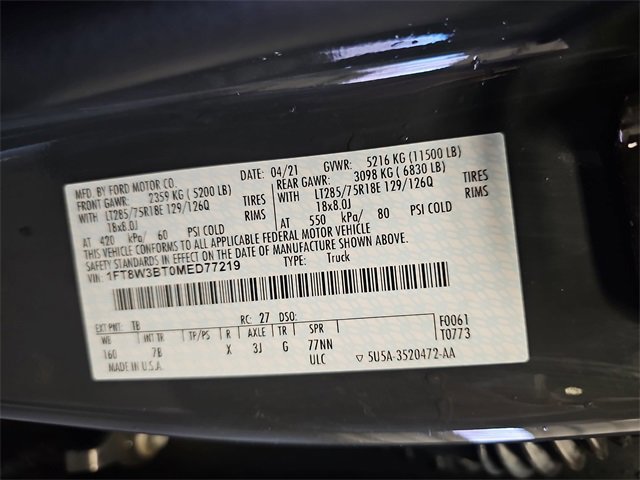 MFD. BY FORD MOTOR CO.
DATE: 04/21 GVWR: 5216 KG (11500 LB)
FRONT GAWR: 2359 KG ( 5200 LB) REAR GAWR: 3098 KG ( 6830 LB)
WITH LT285/75R18E 129/126Q TIRES WITH LT285/75R18E 129/126Q TIRES
18x8.0J RIMS 18x8.0J RIMS
AT 420 kPa/ 60 PSI COLD AT 550 kPa/ 80 PSI COLD
THIS VEHICLE CONFORMS TO ALL APPLICABLE FEDERAL MOTOR VEHICLE
SAFETY STANDARDS IN EFFECT ON THE DATE OF MANUFACTURE SHOWN ABOVE.
VIN: 1FT8W3BT0MED77219 TYPE: Truck
EXT PNT: TB RC: 27 DSO: F0061
WB INT TR TP/PS R AXLE TR SPR T0773
160 7B X 3J G 77NN
MADE IN U.S.A. ULC ▽ 5U5A-3520472-AA